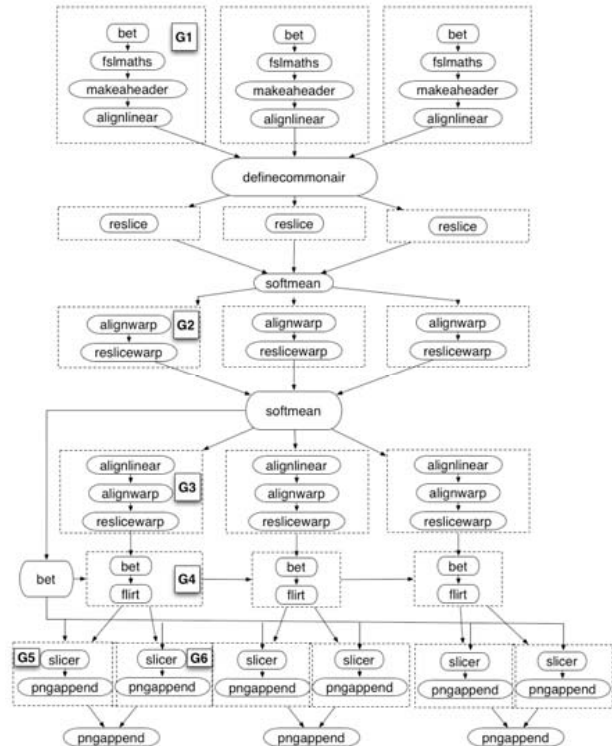 bet G1 bet bet
fslmaths fslmaths fslmaths
makeaheader makeaheader makeaheader
alignlinear alignlinear alignlinear
definecommonair
reslice reslice reslice
softmean
alignwarp G2 alignwarp alignwarp
reslicewarp reslicewarp reslicewarp
softmean
alignlinear alignlinear alignlinear
alignwarp G3 alignwarp alignwarp
reslicewarp reslicewarp reslicewarp
bet bet G4 bet bet
flirt flirt flirt
G5 slicer slicer G6 slicer slicer slicer slicer
pngappend pngappend pngappend pngappend pngappend pngappend
pngappend pngappend pngappend